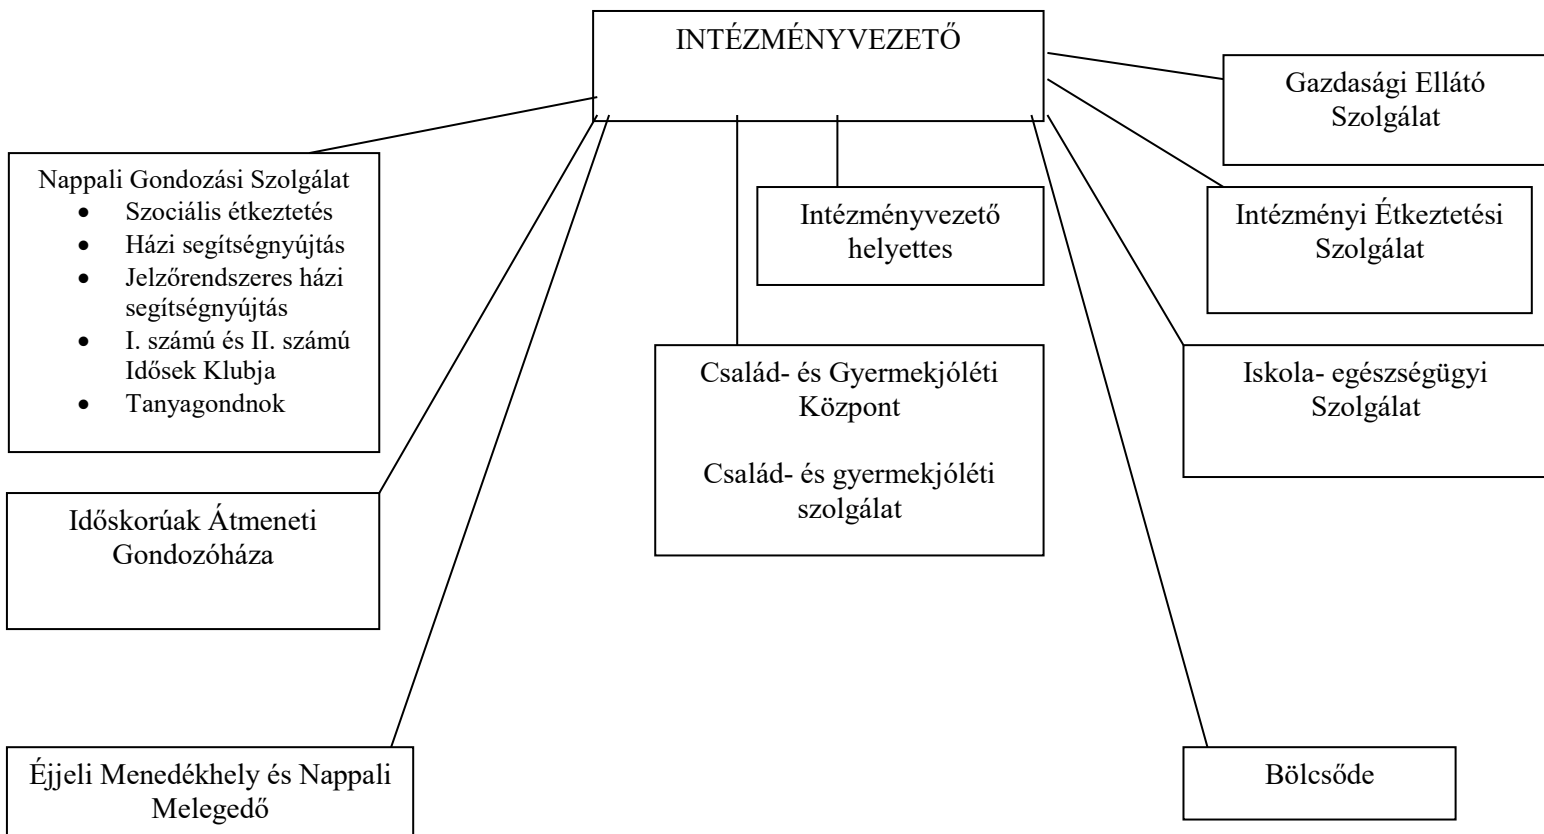 INTÉZMÉNYVEZETŐ
Gazdasági Ellátó
Szolgálat
Nappali Gondozási Szolgálat
• Szociális étkeztetés
• Házi segítségnyújtás
• Jelzőrendszeres házi
segítségnyújtás
• I. számú és II. számú
Idősek Klubja
• Tanyagondnok
Intézményvezető
helyettes
Intézményi Étkeztetési
Szolgálat
Család- és Gyermekjóléti
Központ
Család- és gyermekjóléti
szolgálat
Iskola- egészségügyi
Szolgálat
Időskorúak Átmeneti
Gondozóháza
Éjjeli Menedékhely és Nappali
Melegedő
Bölcsőde